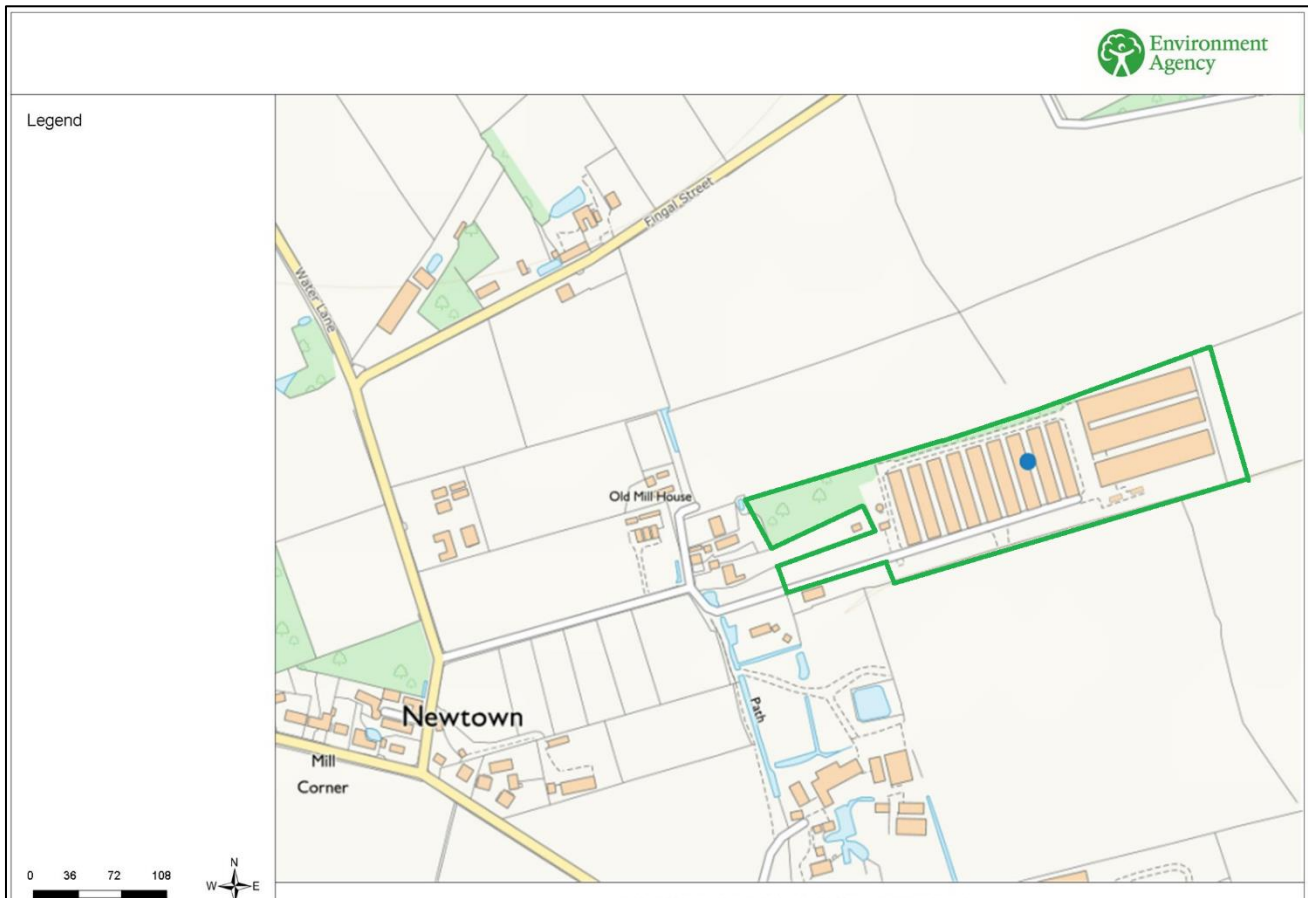 Environment
Agency
Legend
Fingal Street
Water Lane
Old Mill House
Path
Newtown
Mill
Corner
0 36 72 108
N
W E